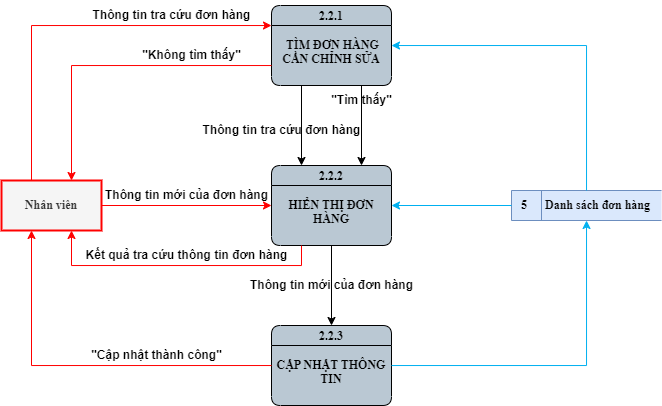 Thông tin tra cứu đơn hàng
2.2.1
TÌM ĐƠN HÀNG
CẦN CHỈNH SỬA
"Không tìm thấy"
"Tìm thấy"
Thông tin tra cứu đơn hàng
2.2.2
HIỂN THỊ ĐƠN
HÀNG
Nhân viên
Thông tin mới của đơn hàng
5
Danh sách đơn hàng
Kết quả tra cứu thông tin đơn hàng
Thông tin mới của đơn hàng
2.2.3
CẬP NHẬT THÔNG
TIN
"Cập nhật thành công"